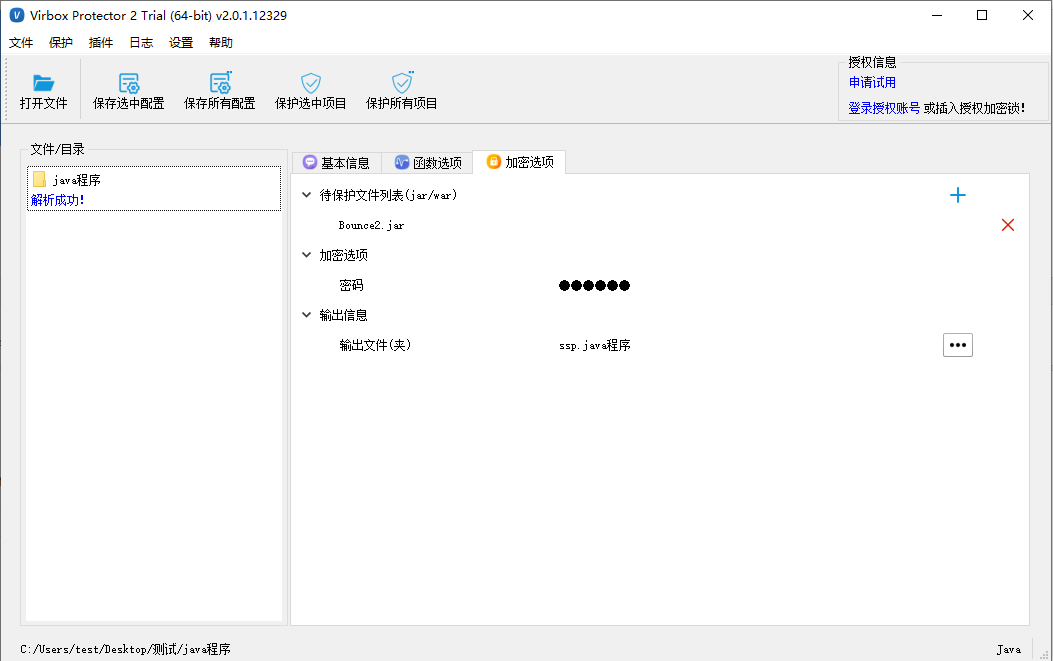 Virbox Protector 2 Trial (64-bit) v2.0.1.12329
文件 保护 插件 日志 设置 帮助
打开文件 保存选中配置 保存所有配置 保护选中项目 保护所有项目
授权信息
申请试用
登录授权账号 或插入授权加密锁!
文件/目录
java程序
解析成功!
基本信息 函数选项 加密选项
待保护文件列表(jar/war)
Bounce2.jar
加密选项
密码 ●●●●●●
输出信息
输出文件(夹) ssp.java程序
C:/Users/test/Desktop/测试/java程序 Java